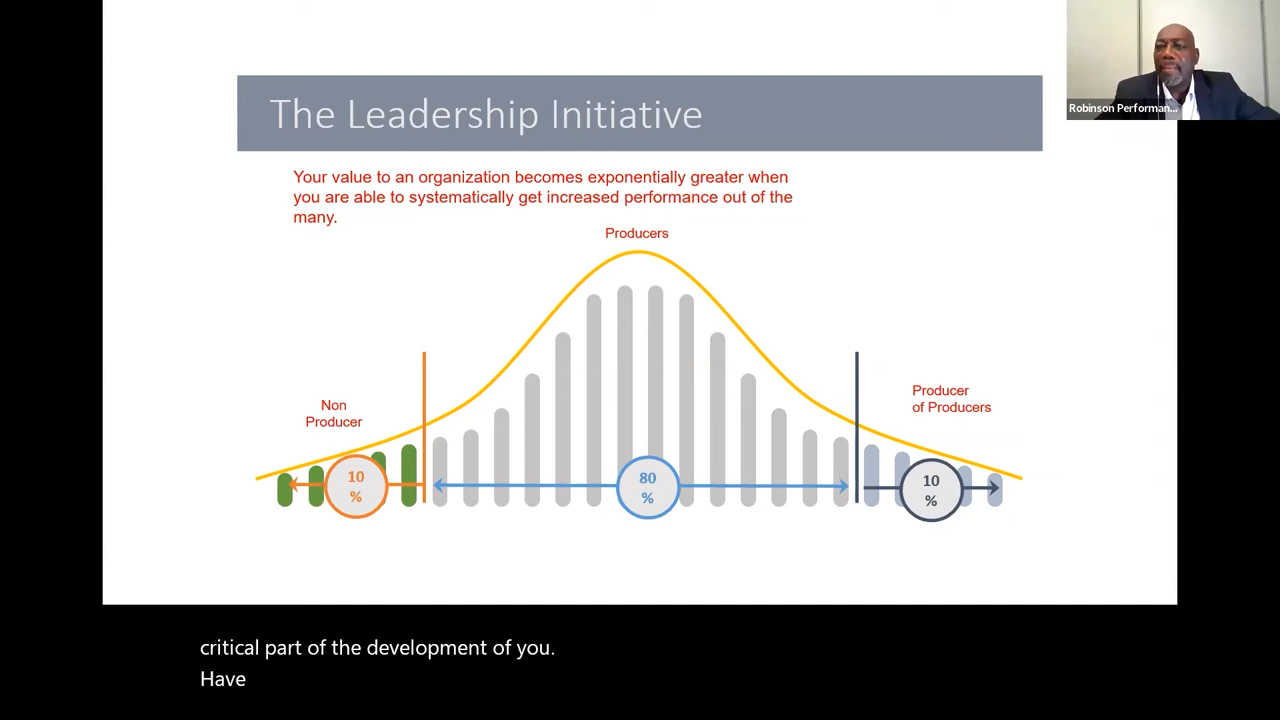 The Leadership Initiative
Robinson Performan...
Your value to an organization becomes exponentially greater when
you are able to systematically get increased performance out of the
many.
Producers
Non
Producer
Producer
of Producers
10
%
80
%
10
%
critical part of the development of you.
Have